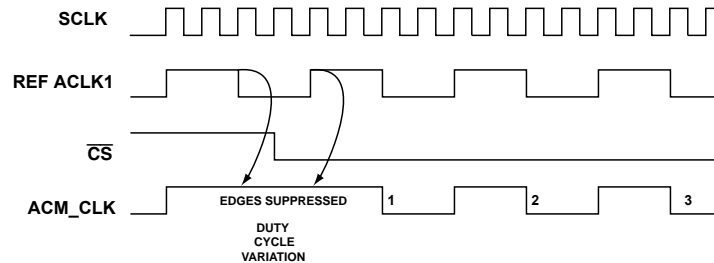 SCLK
REF ACLK1
CS
EDGES SUPPRESSED
1
2
3
ACM_CLK
DUTY
CYCLE
VARIATION